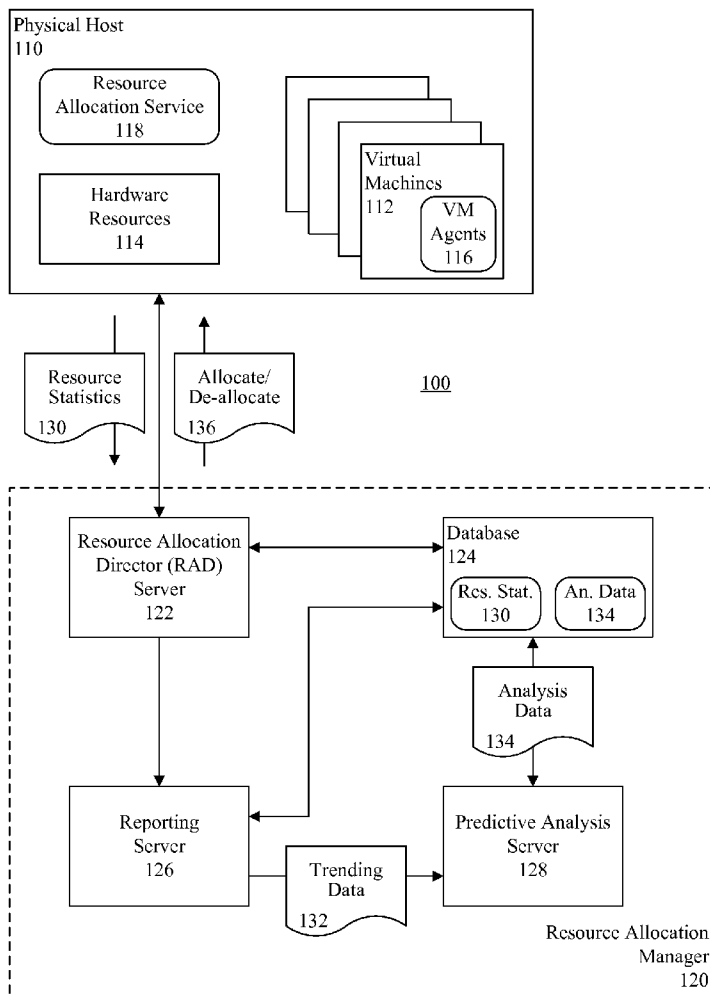 Physical Host
110
Resource
Allocation Service
118
Hardware
Resources
114
Virtual
Machines
112
VM
Agents
116
Resource
Statistics
130
Allocate/
De-allocate
136
100
Resource Allocation
Director (RAD)
Server
122
Database
124
Res. Stat.
130
An. Data
134
Analysis
Data
134
Reporting
Server
126
Trending
Data
132
Predictive Analysis
Server
128
Resource Allocation
Manager
120